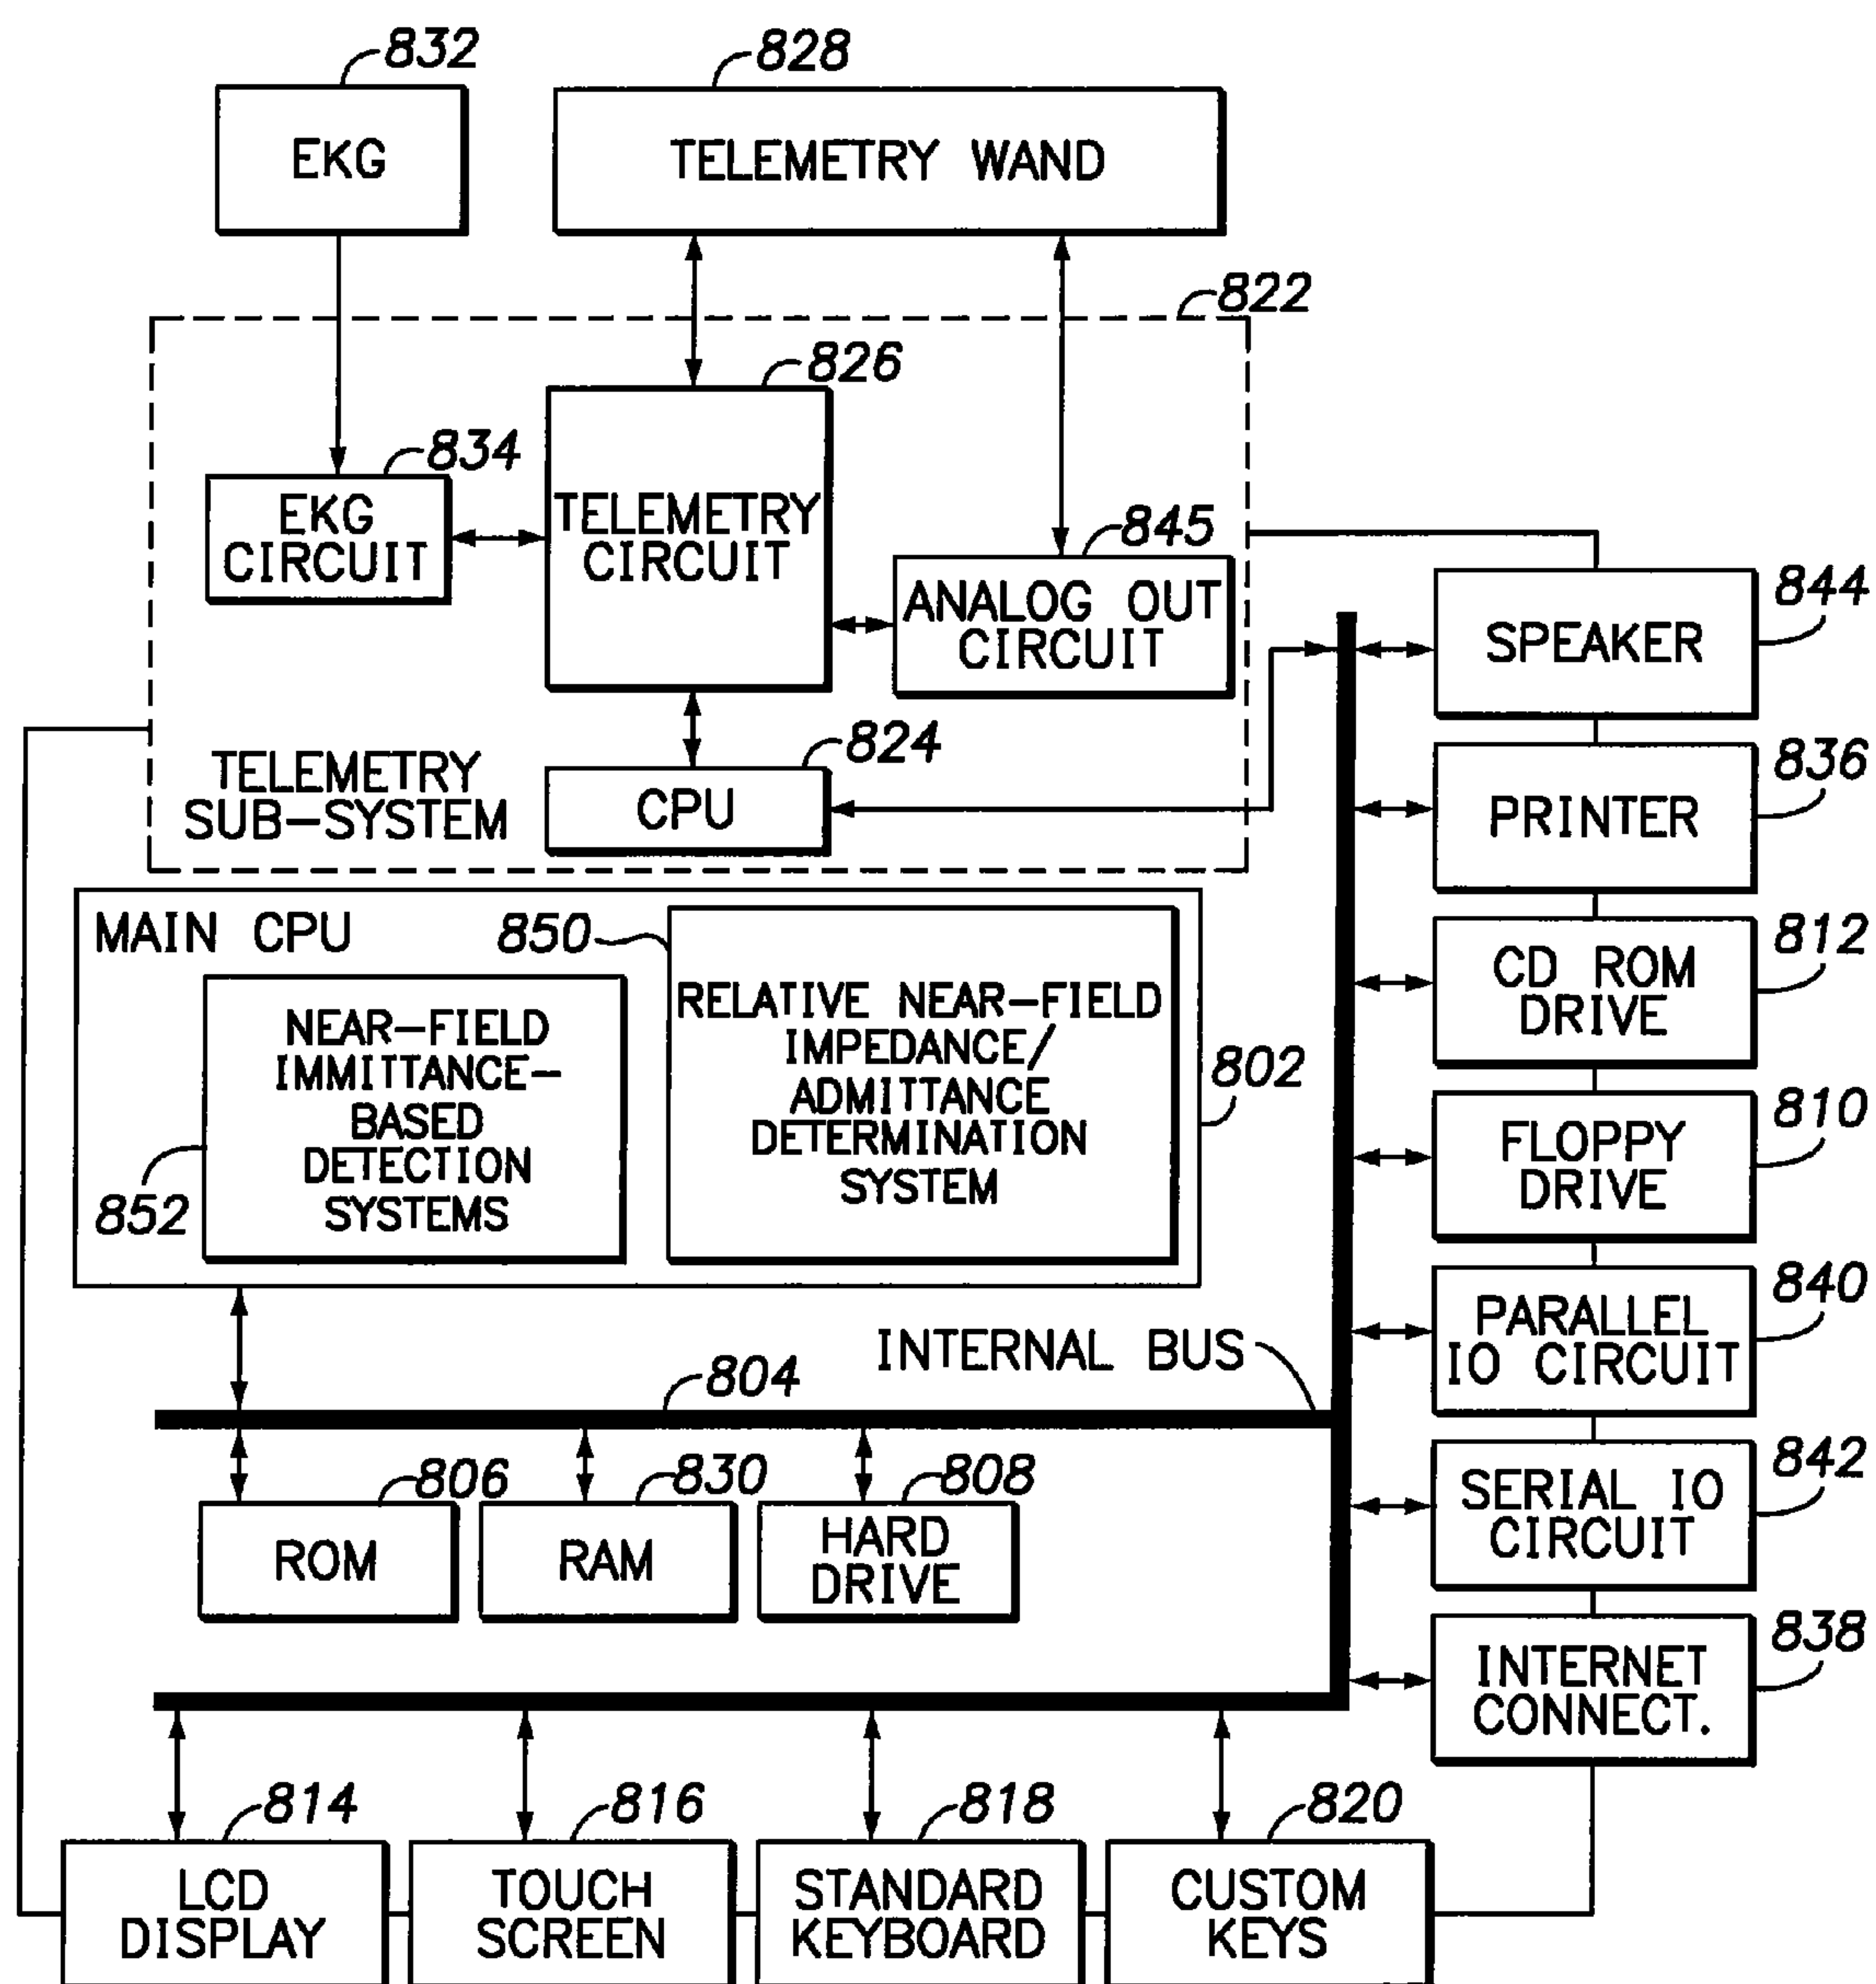 832
828
EKG
TELEMETRY WAND
822
826
834
EKG
CIRCUIT
TELEMETRY
CIRCUIT
845
ANALOG OUT
CIRCUIT
844
SPEAKER
824
TELEMETRY
SUB-SYSTEM
CPU
836
PRINTER
MAIN CPU
850
812
CD ROM
DRIVE
NEAR-FIELD
IMMITTANCE-
BASED
DETECTION
SYSTEMS
852
RELATIVE NEAR-FIELD
IMPEDANCE/
ADMITTANCE
DETERMINATION
SYSTEM
802
810
FLOPPY
DRIVE
840
PARALLEL
IO CIRCUIT
INTERNAL BUS
804
842
SERIAL IO
CIRCUIT
806
830
808
ROM
RAM
HARD
DRIVE
838
INTERNET
CONNECT.
814
816
818
820
LCD
DISPLAY
TOUCH
SCREEN
STANDARD
KEYBOARD
CUSTOM
KEYS